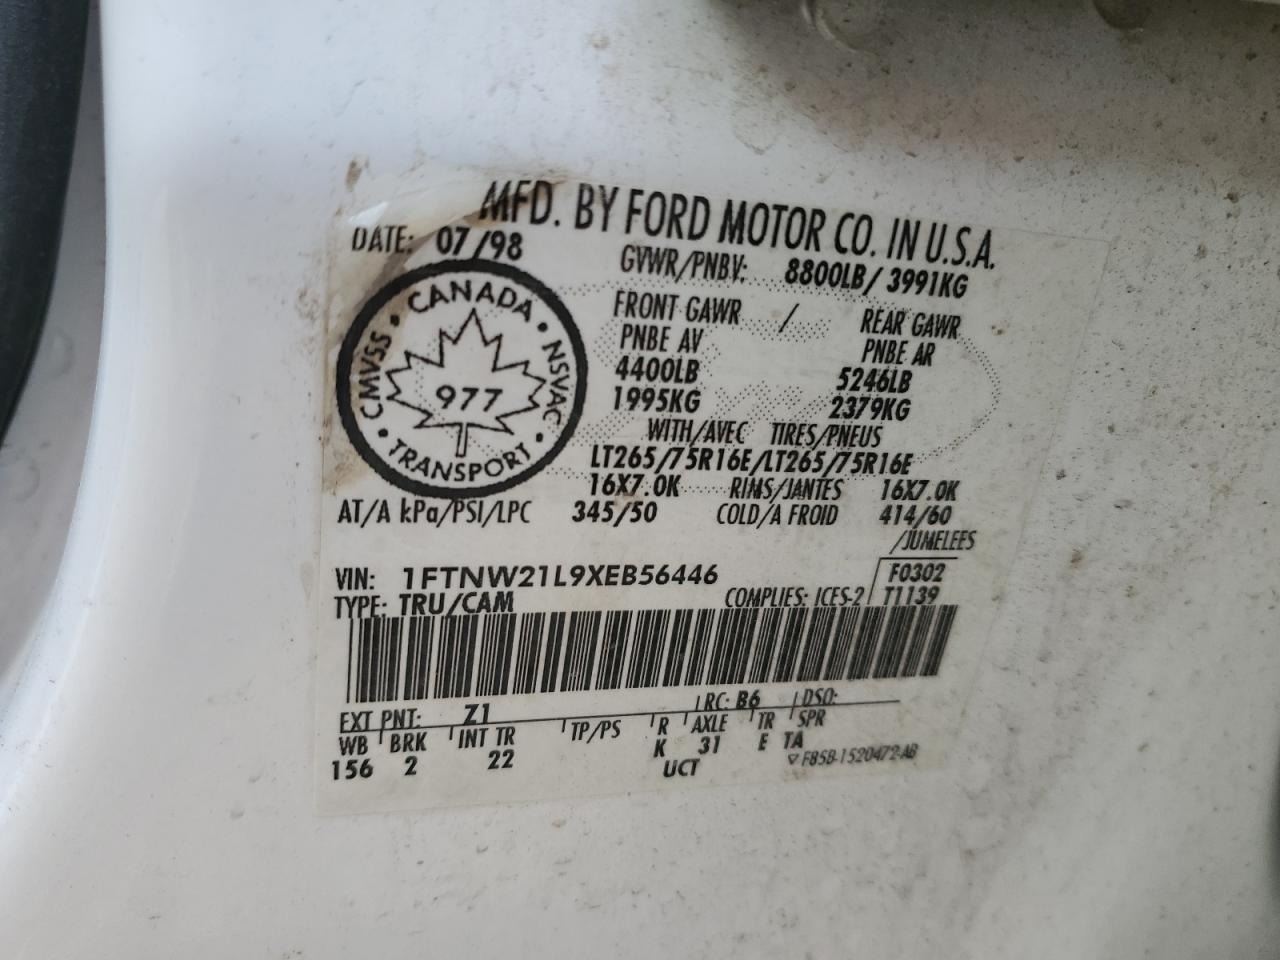 MFD. BY FORD MOTOR CO. IN U.S.A.
DATE: 07/98
GVWR/PNBV: 8800LB/ 3991KG
CANADA
CMVSS
NSVAC
977
TRANSPORT
FRONT GAWR / REAR GAWR
PNBE AV PNBE AR
4400LB 5246LB
1995KG 2379KG
WITH/AVEC TIRES/PNEUS
LT265/75R16E/LT265/75R16E
16X7.0K RIMS/JANTES 16X7.0K
AT/A kPa/PSI/LPC 345/50 COLD/A FROID 414/60
/JUMELEES
VIN: 1FTNW21L9XEB56446 F0302
TYPE: TRU/CAM COMPLIES: ICES-2 T1139
EXT PNT: Z1 RC: B6 DSO:
WB BRK INT TR TP/PS R AXLE TR SPR
156 2 22 K 31 E TA
UCT F85B-1520472-AB